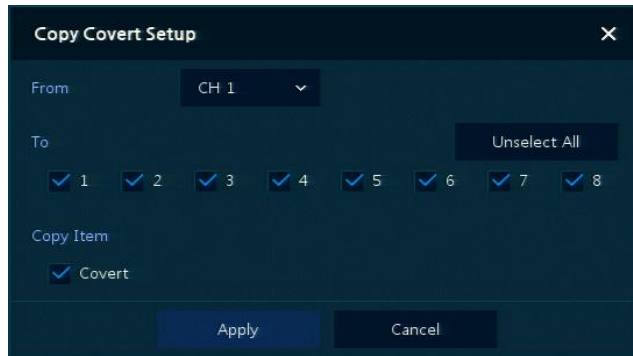 Copy Covert Setup
From CH 1
To Unselect All
1 2 3 4 5 6 7 8
Copy Item
Covert
Apply Cancel